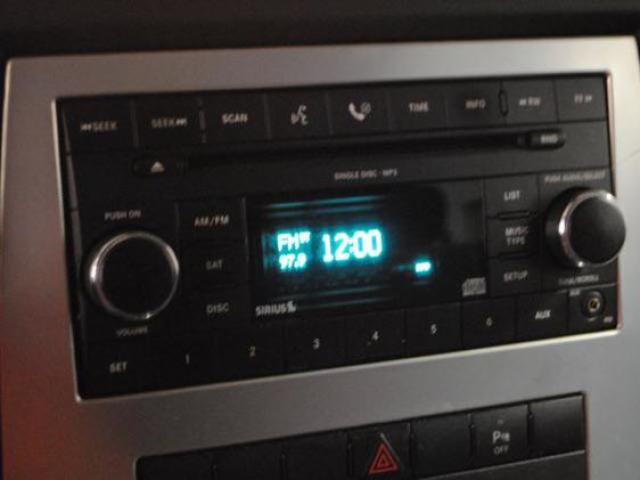 SEEK SEEK SCAN TIME INFO RW FF
RND
SINGLE DISC · MP3
PUSH ON AM/FM LIST PUSH AUDIO/SELECT
FM 12:00
97.9
SAT MUSIC TYPE
SETUP
DISC SIRIUS TUNE/SCROLL
VOLUME AUX
SET 1 2 3 4 5 6
P
OFF